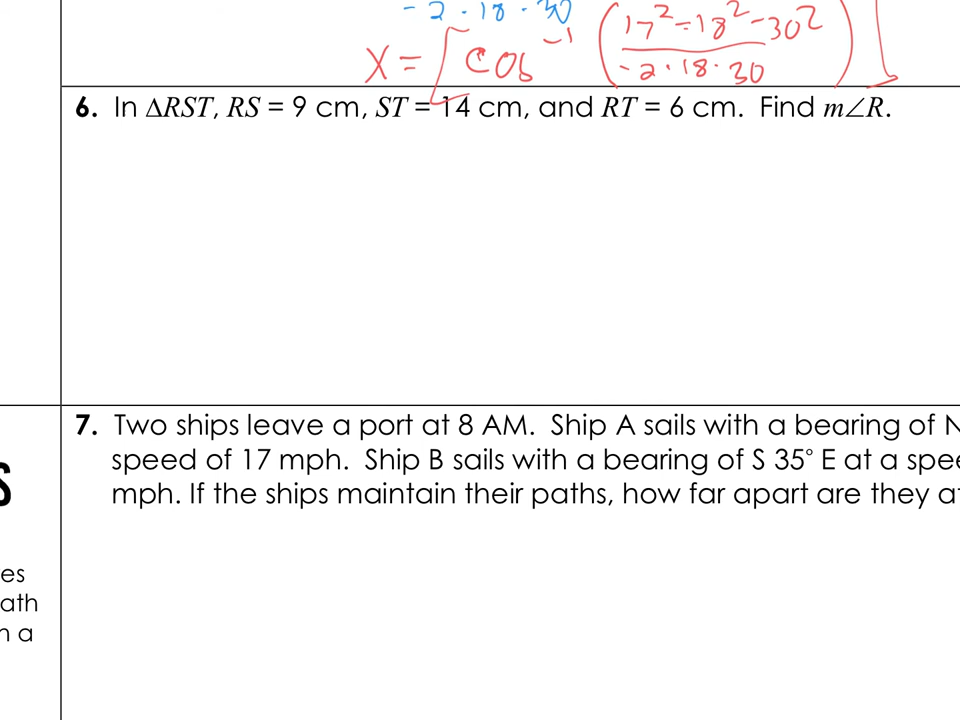 - 2 · 18 · 30
17² - 18² - 30²
X = [ cos⁻¹ ( ) ]
- 2 · 18 · 30
6. In ΔRST, RS = 9 cm, ST = 14 cm, and RT = 6 cm. Find m∠R.
7. Two ships leave a port at 8 AM. Ship A sails with a bearing of N
speed of 17 mph. Ship B sails with a bearing of S 35° E at a spee
mph. If the ships maintain their paths, how far apart are they at
S
es
ath
n a